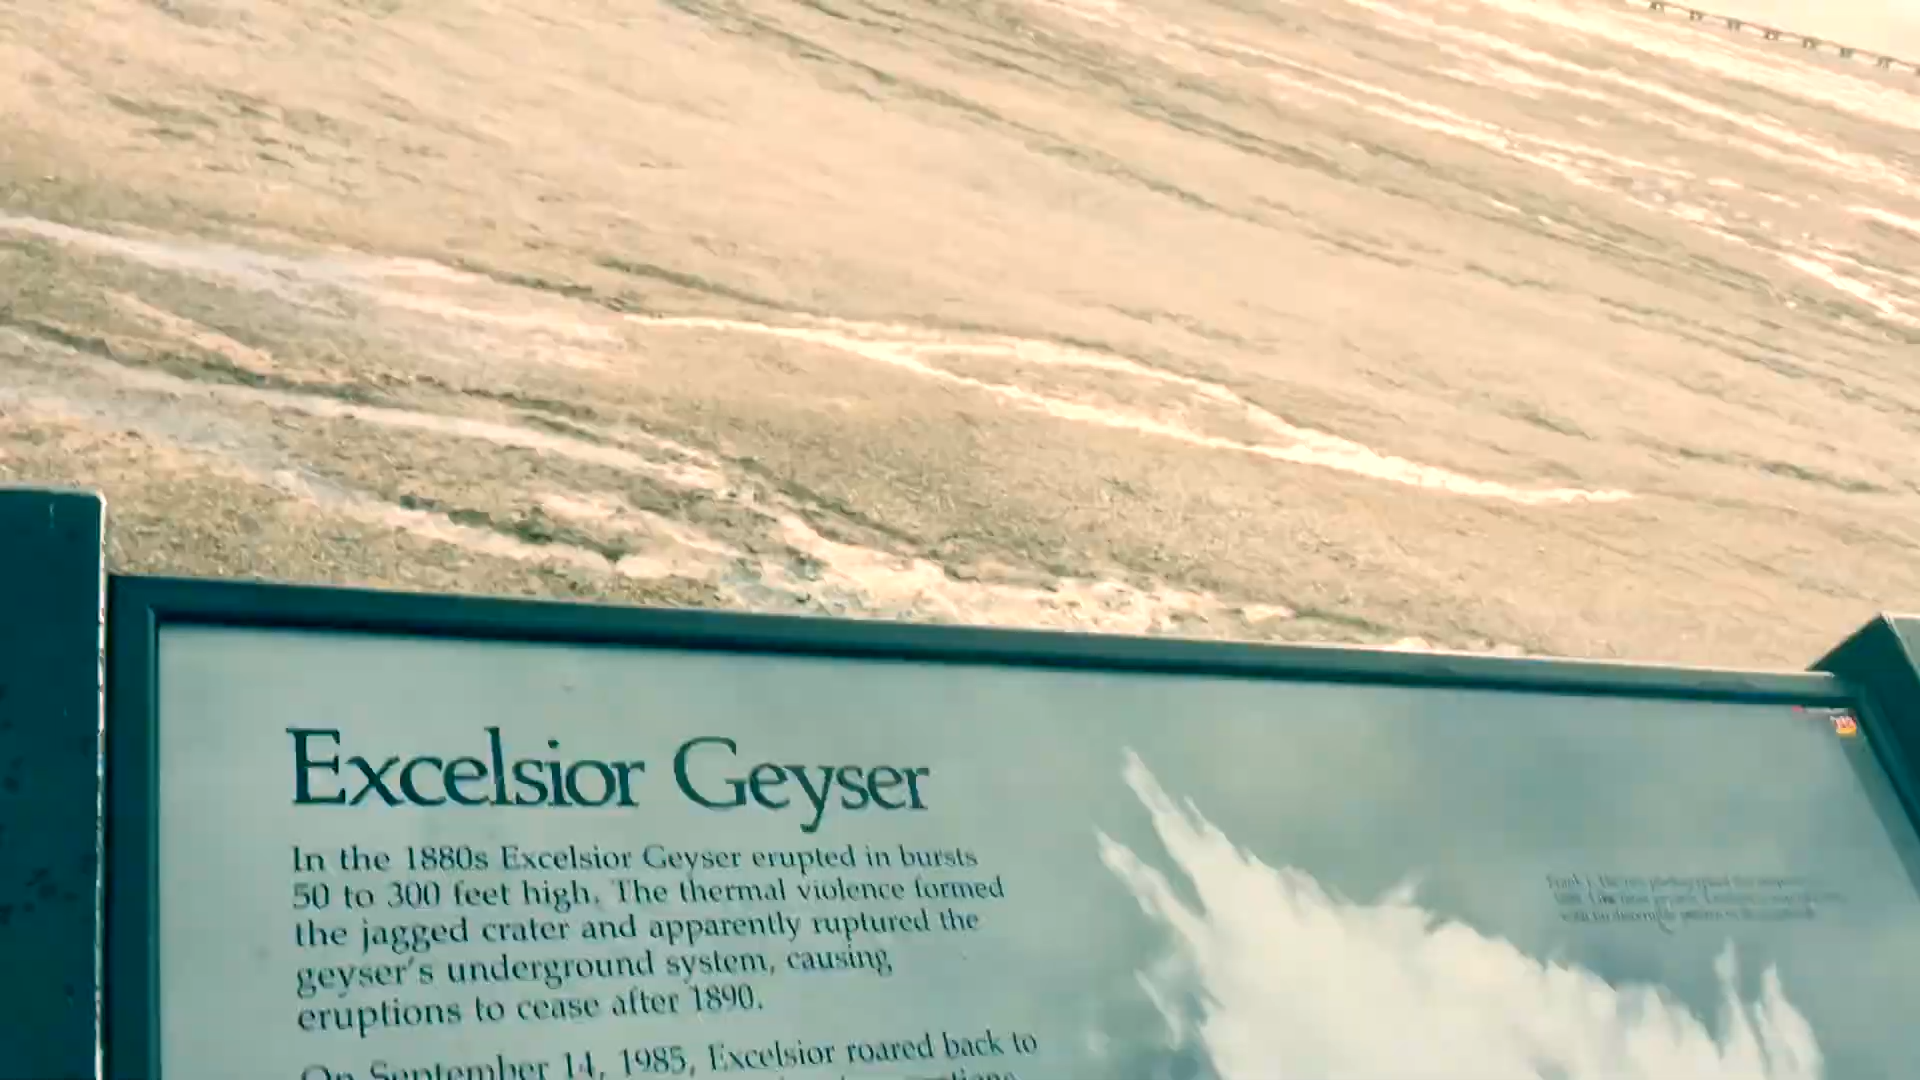 Excelsior Geyser
In the 1880s Excelsior Geyser erupted in bursts
50 to 300 feet high. The thermal violence formed
the jagged crater and apparently ruptured the
geyser's underground system, causing
eruptions to cease after 1890.
On September 14, 1985, Excelsior roared back to